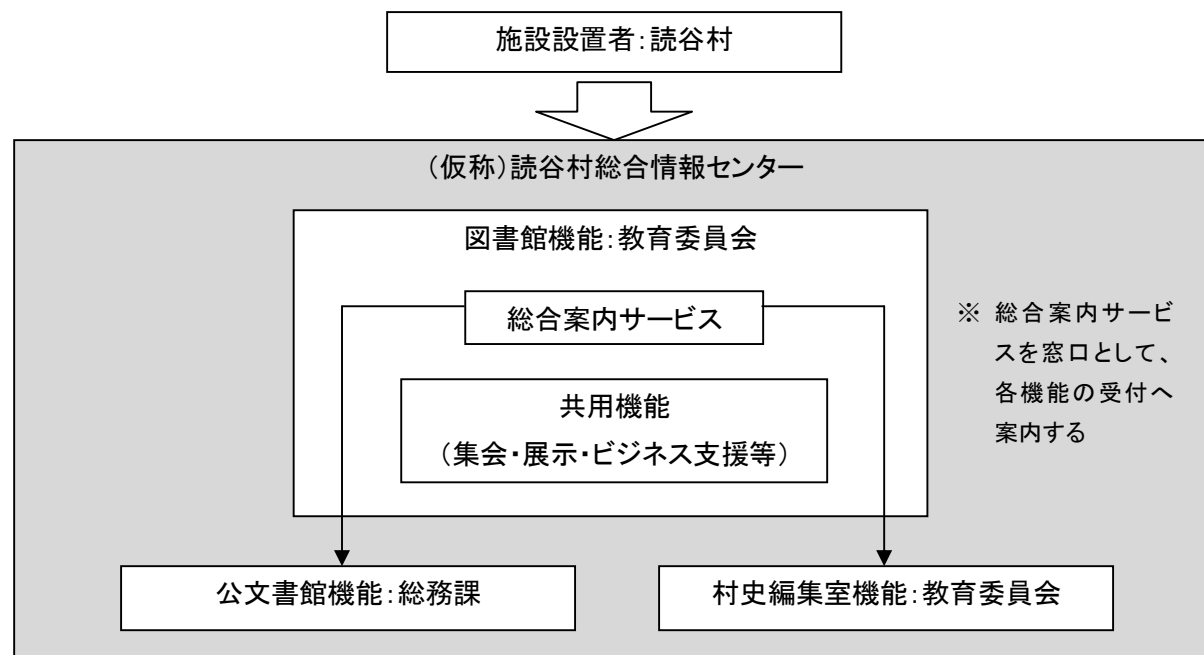 施設設置者:読谷村
(仮称)読谷村総合情報センター
図書館機能:教育委員会
総合案内サービス
共用機能
(集会・展示・ビジネス支援等)
※ 総合案内サービ
スを窓口として、
各機能の受付へ
案内する
公文書館機能:総務課
村史編集室機能:教育委員会